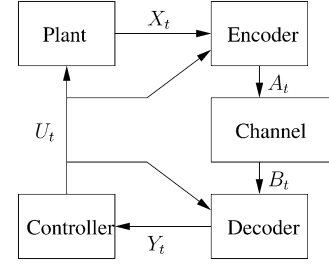 Plant
X_t
Encoder
A_t
U_t
Channel
B_t
Controller
Y_t
Decoder